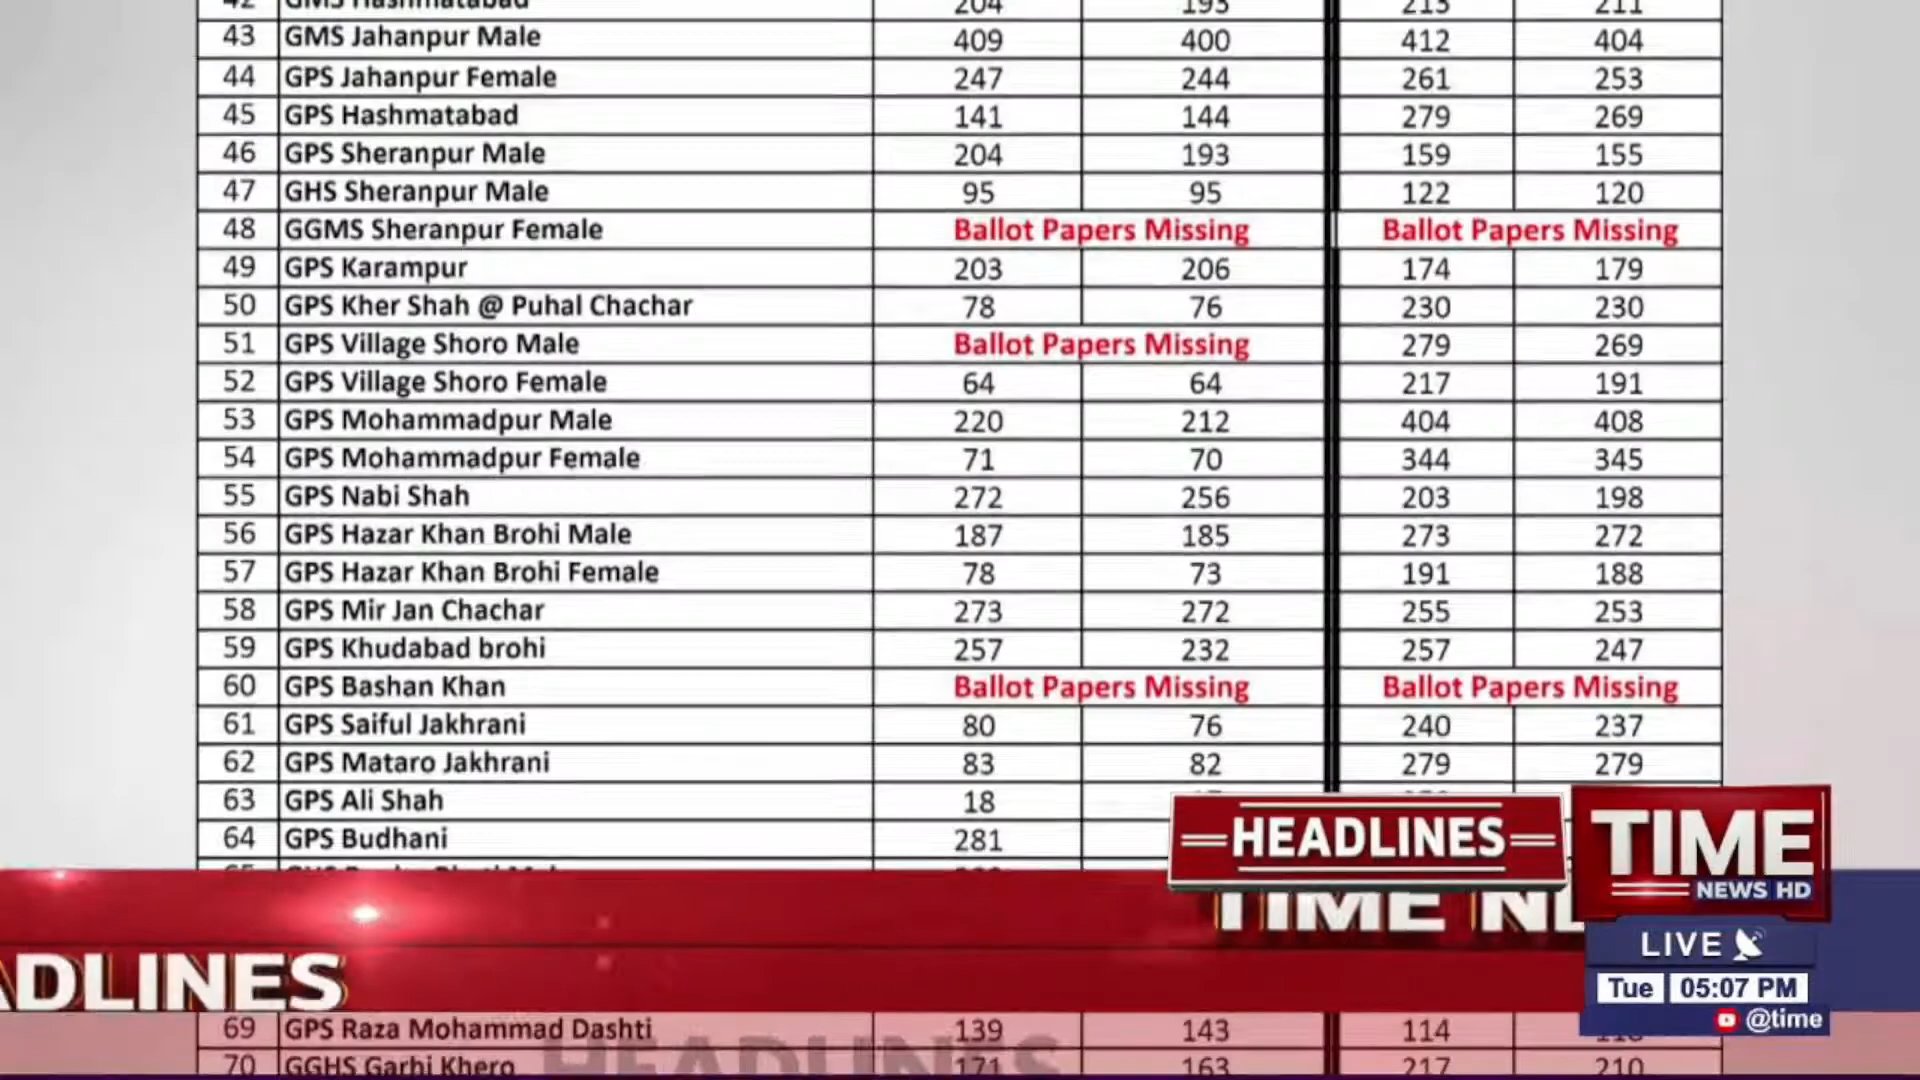 42 GMS Hashmatabad 204 193 213 211
43 GMS Jahanpur Male 409 400 412 404
44 GPS Jahanpur Female 247 244 261 253
45 GPS Hashmatabad 141 144 279 269
46 GPS Sheranpur Male 204 193 159 155
47 GHS Sheranpur Male 95 95 122 120
48 GGMS Sheranpur Female Ballot Papers Missing Ballot Papers Missing
49 GPS Karampur 203 206 174 179
50 GPS Kher Shah @ Puhal Chachar 78 76 230 230
51 GPS Village Shoro Male Ballot Papers Missing 279 269
52 GPS Village Shoro Female 64 64 217 191
53 GPS Mohammadpur Male 220 212 404 408
54 GPS Mohammadpur Female 71 70 344 345
55 GPS Nabi Shah 272 256 203 198
56 GPS Hazar Khan Brohi Male 187 185 273 272
57 GPS Hazar Khan Brohi Female 78 73 191 188
58 GPS Mir Jan Chachar 273 272 255 253
59 GPS Khudabad brohi 257 232 257 247
60 GPS Bashan Khan Ballot Papers Missing Ballot Papers Missing
61 GPS Saiful Jakhrani 80 76 240 237
62 GPS Mataro Jakhrani 83 82 279 279
63 GPS Ali Shah 18
64 GPS Budhani 281
HEADLINES
TIME
NEWS HD
TIME NE
LIVE
ADLINES
Tue 05:07 PM
@time
69 GPS Raza Mohammad Dashti 139 143 114
HEADLINES
70 GGHS Garhi Khero 171 163 217 210